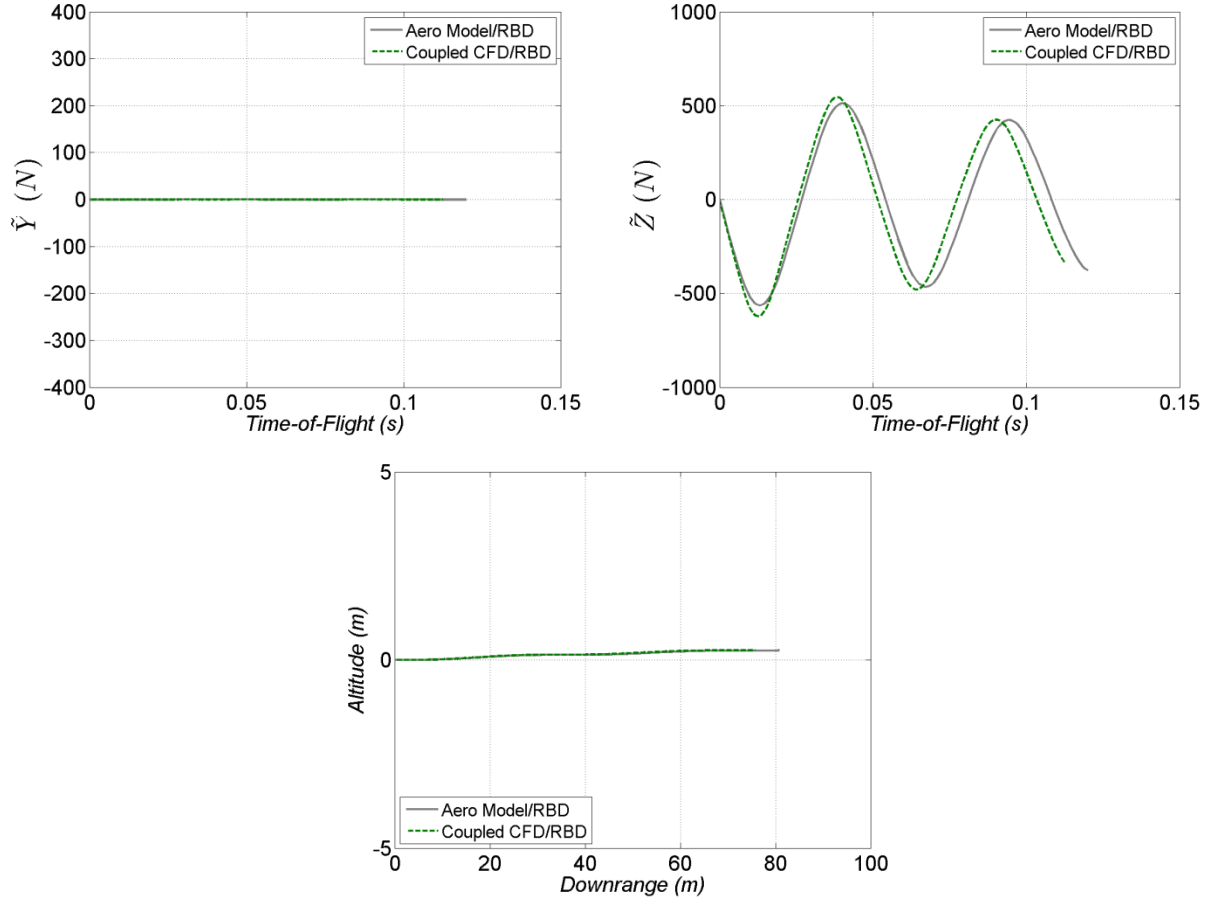 400
300
200
100
0
-100
-200
-300
-400
Ỹ (N)
0 0.05 0.1 0.15
Time-of-Flight (s)
Aero Model/RBD
Coupled CFD/RBD
1000
500
0
-500
-1000
Z̃ (N)
0 0.05 0.1 0.15
Time-of-Flight (s)
Aero Model/RBD
Coupled CFD/RBD
5
0
-5
Altitude (m)
Aero Model/RBD
Coupled CFD/RBD
0 20 40 60 80 100
Downrange (m)